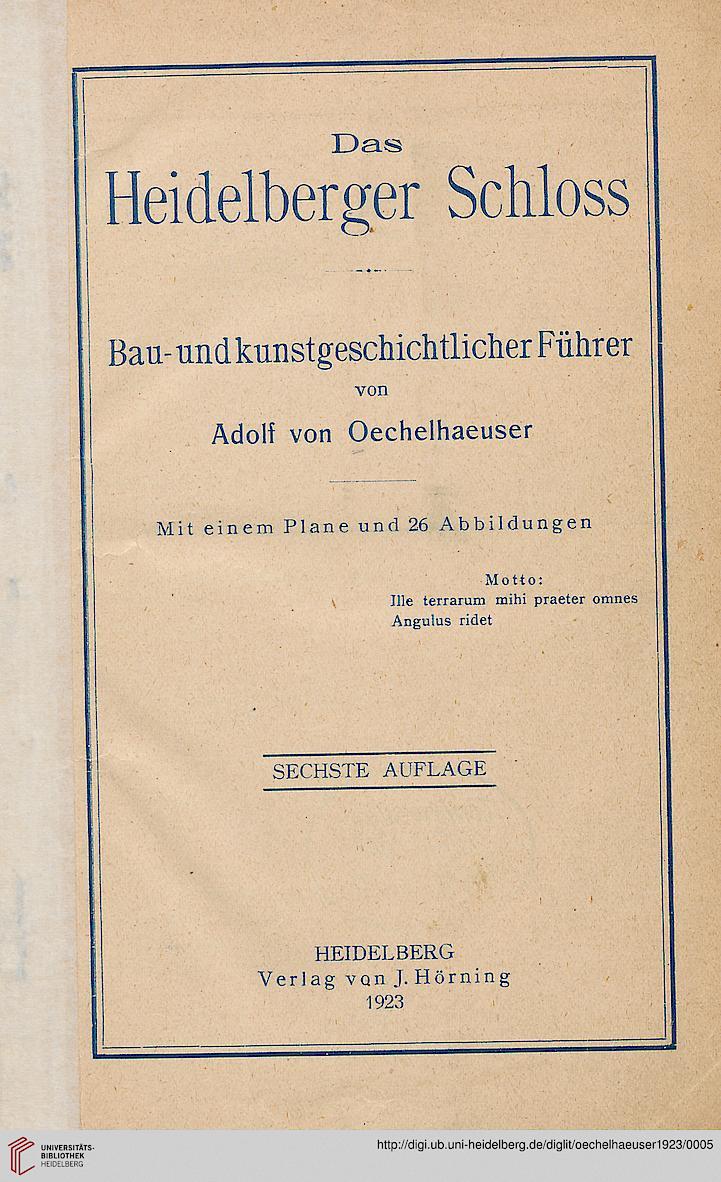 Das
Heidelberger Schloss
Bau- und kunstgeschichtlicher Führer
von
Adolf von Oechelhaeuser
Mit einem Plane und 26 Abbildungen
Motto:
Ille terrarum mihi praeter omnes
Angulus ridet
SECHSTE AUFLAGE
HEIDELBERG
Verlag von J. Hörning
1923
UNIVERSITÄTS-
BIBLIOTHEK
HEIDELBERG
http://digi.ub.uni-heidelberg.de/diglit/oechelhaeuser1923/0005